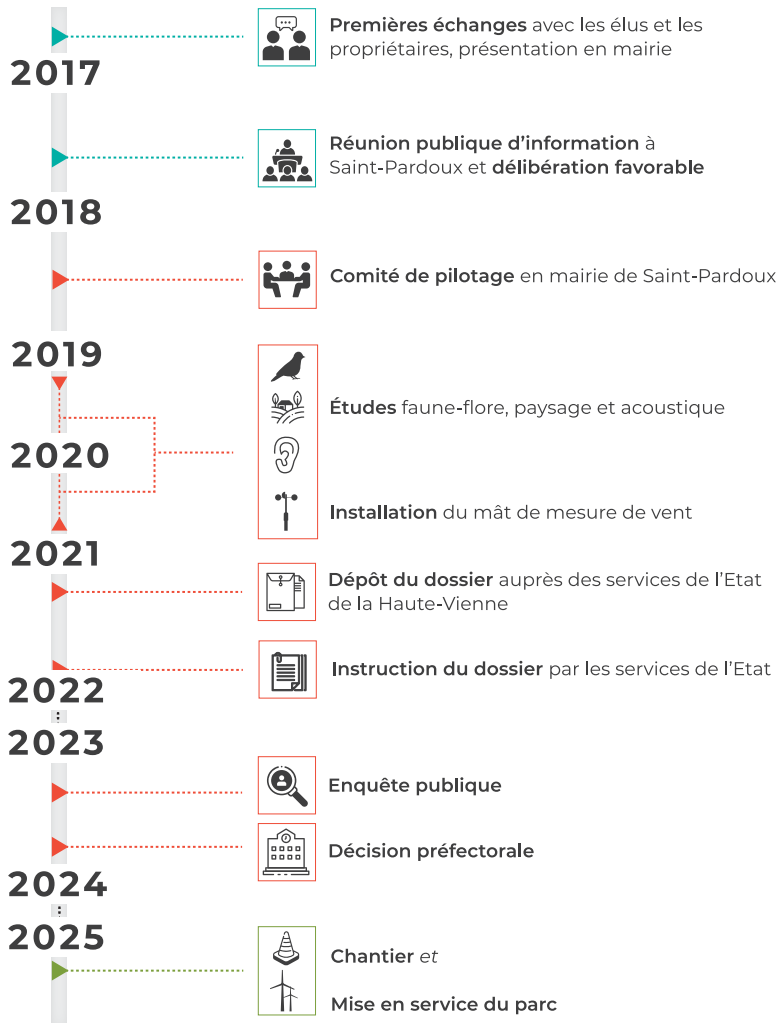 Premières échanges avec les élus et les
propriétaires, présentation en mairie
2017
Réunion publique d’information à
Saint-Pardoux et délibération favorable
2018
Comité de pilotage en mairie de Saint-Pardoux
2019
Études faune-flore, paysage et acoustique
2020
Installation du mât de mesure de vent
2021
Dépôt du dossier auprès des services de l’Etat
de la Haute-Vienne
Instruction du dossier par les services de l’Etat
2022
2023
Enquête publique
Décision préfectorale
2024
2025
Chantier et
Mise en service du parc